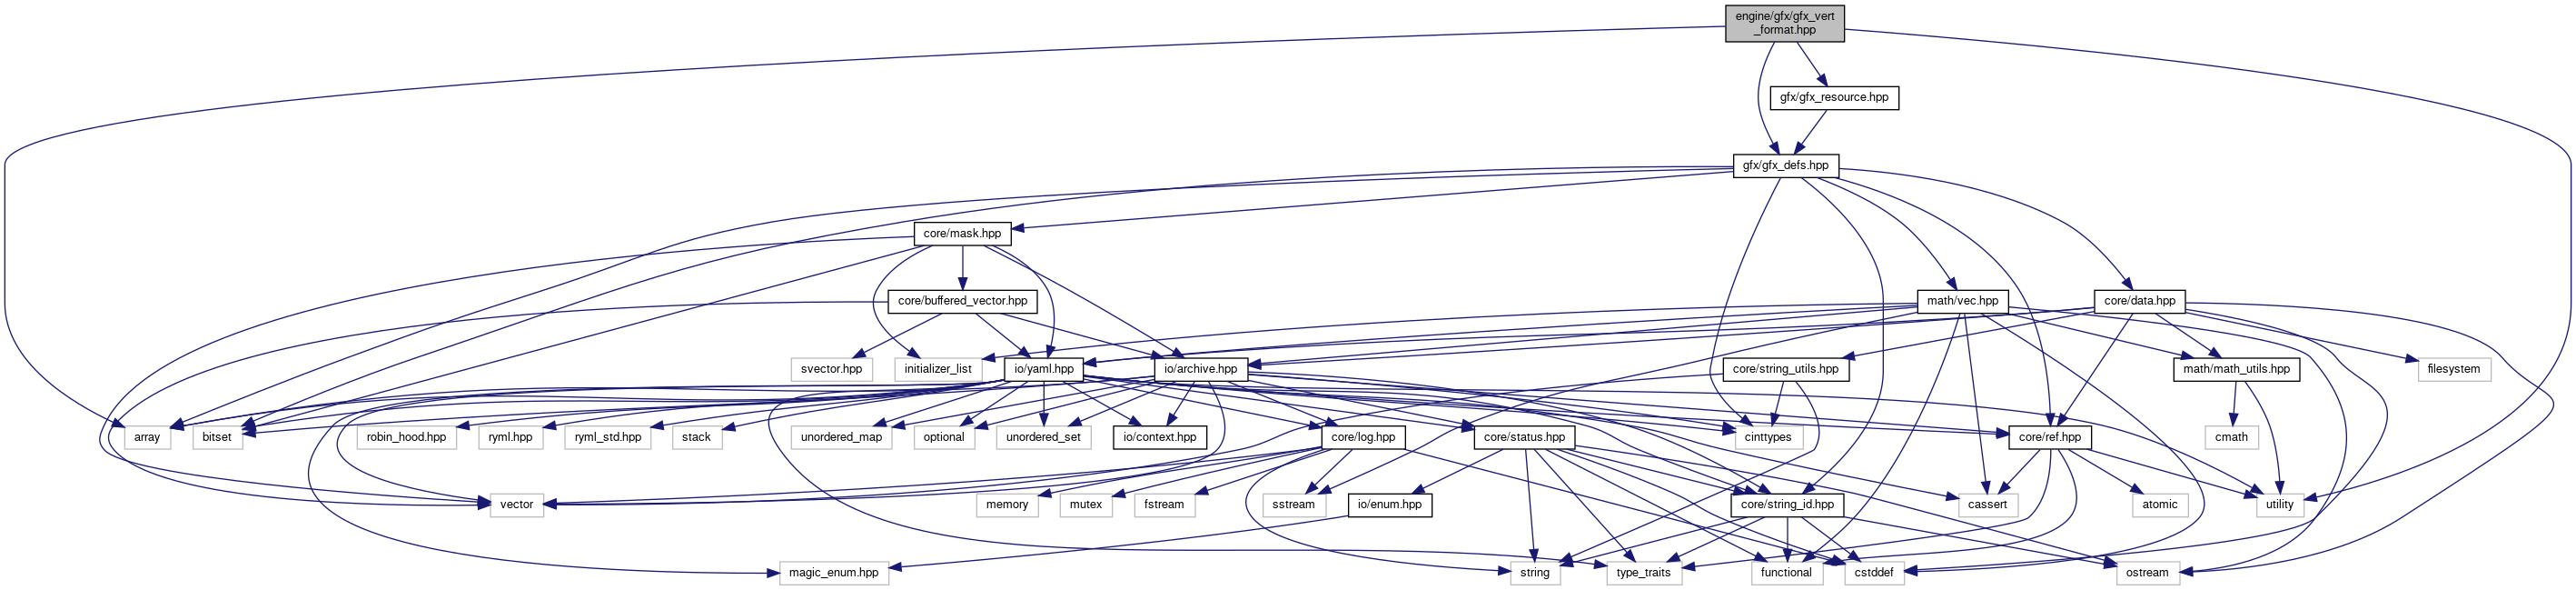 engine/gfx/gfx_vert
_format.hpp
gfx/gfx_resource.hpp
gfx/gfx_defs.hpp
core/mask.hpp
core/buffered_vector.hpp
math/vec.hpp
core/data.hpp
svector.hpp
initializer_list
io/yaml.hpp
io/archive.hpp
core/string_utils.hpp
math/math_utils.hpp
filesystem
array
bitset
robin_hood.hpp
ryml.hpp
ryml_std.hpp
stack
unordered_map
optional
unordered_set
io/context.hpp
core/log.hpp
core/status.hpp
cinttypes
core/ref.hpp
cmath
vector
memory
mutex
fstream
sstream
io/enum.hpp
core/string_id.hpp
cassert
atomic
utility
magic_enum.hpp
string
type_traits
functional
cstddef
ostream